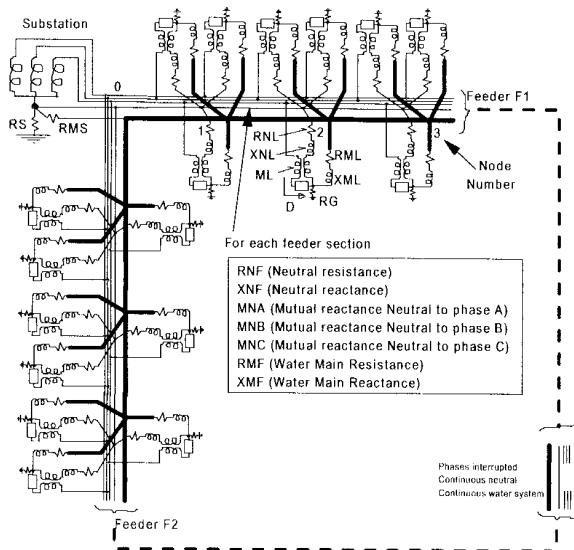 Substation
0
Feeder F1
RS
RMS
1
RNL
2
3
XNL
RML
ML
XML
Node
Number
D
RG
For each feeder section
RNF (Neutral resistance)
XNF (Neutral reactance)
MNA (Mutual reactance Neutral to phase A)
MNB (Mutual reactance Neutral to phase B)
MNC (Mutual reactance Neutral to phase C)
RMF (Water Main Resistance)
XMF (Water Main Reactance)
Phases interrupted
Continuous neutral
Continuous water system
Feeder F2